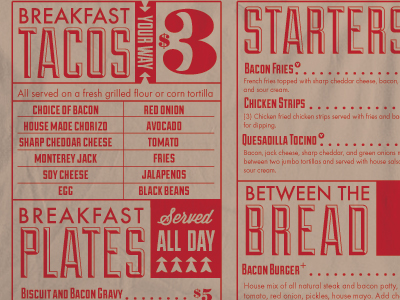 BREAKFAST
TACOS
YOUR WAY
$3
All served on a fresh grilled flour or corn tortilla
CHOICE OF BACON
RED ONION
HOUSE MADE CHORIZO
AVOCADO
SHARP CHEDDAR CHEESE
TOMATO
MONTEREY JACK
FRIES
SOY CHEESE
JALAPENOS
EGG
BLACK BEANS
BREAKFAST
PLATES
Served
ALL DAY
BISCUIT AND BACON GRAVY
$5
STARTERS
BACON FRIES
French fries topped with sharp cheddar cheese, bacon,
and sour cream.
CHICKEN STRIPS
(3) Chicken fried chicken strips served with fries and
for dipping.
QUESADILLA TOCINO
Bacon, jack cheese, sharp cheddar, and green onions
between two jumbo tortillas and served with house salsa
sour cream.
BETWEEN THE
BREAD
BACON BURGER+
House mix of all natural steak and bacon patty,
tomato, red onion, pickles, house mayo. Add